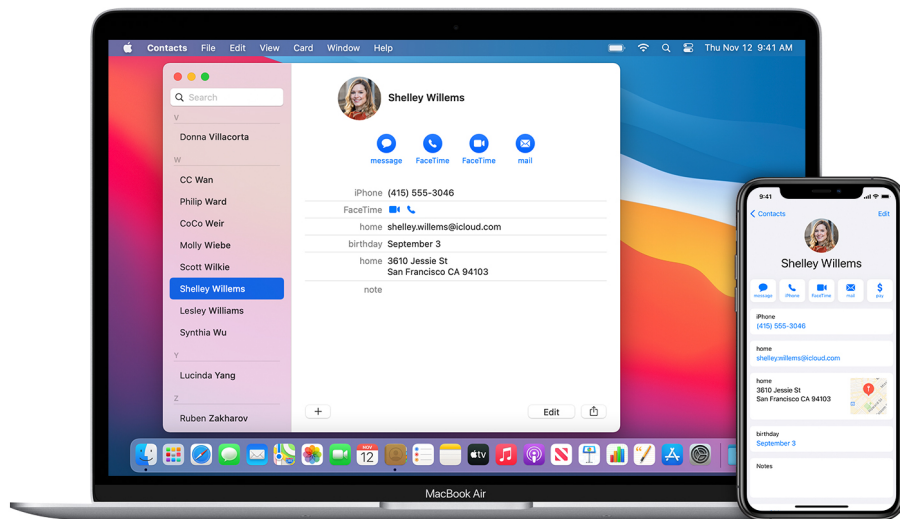 Contacts File Edit View Card Window Help
Thu Nov 12 9:41 AM
Search
V
Donna Villacorta
W
CC Wan
Philip Ward
CoCo Weir
Molly Wiebe
Scott Wilkie
Shelley Willems
Lesley Williams
Synthia Wu
Y
Lucinda Yang
Z
Ruben Zakharov
Shelley Willems
message FaceTime FaceTime mail
iPhone (415) 555-3046
FaceTime
home shelley.willems@icloud.com
birthday September 3
home 3610 Jessie St
San Francisco CA 94103
note
Edit
NOV
12
tv
MacBook Air
9:41
Contacts Edit
Shelley Willems
message iPhone FaceTime mail pay
iPhone
(415) 555-3046
home
shelley.willems@icloud.com
home
3610 Jessie St
San Francisco CA 94103
birthday
September 3
Notes